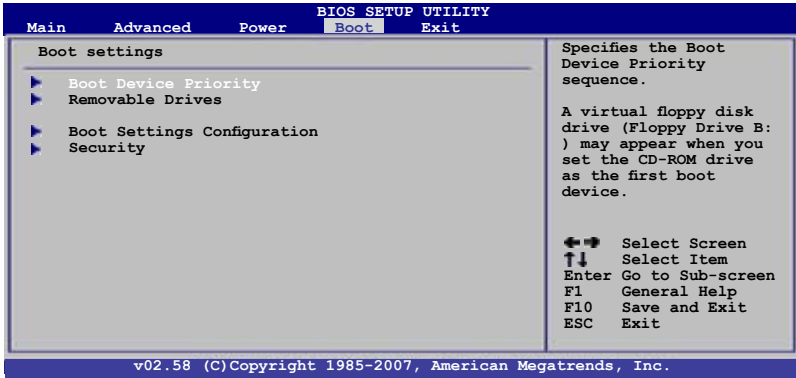 BIOS SETUP UTILITY
Main Advanced Power Boot Exit
Boot settings
Boot Device Priority
Removable Drives
Boot Settings Configuration
Security
Specifies the Boot
Device Priority
sequence.
A virtual floppy disk
drive (Floppy Drive B:
) may appear when you
set the CD-ROM drive
as the first boot
device.
Select Screen
Select Item
Enter Go to Sub-screen
F1 General Help
F10 Save and Exit
ESC Exit
v02.58 (C)Copyright 1985-2007, American Megatrends, Inc.